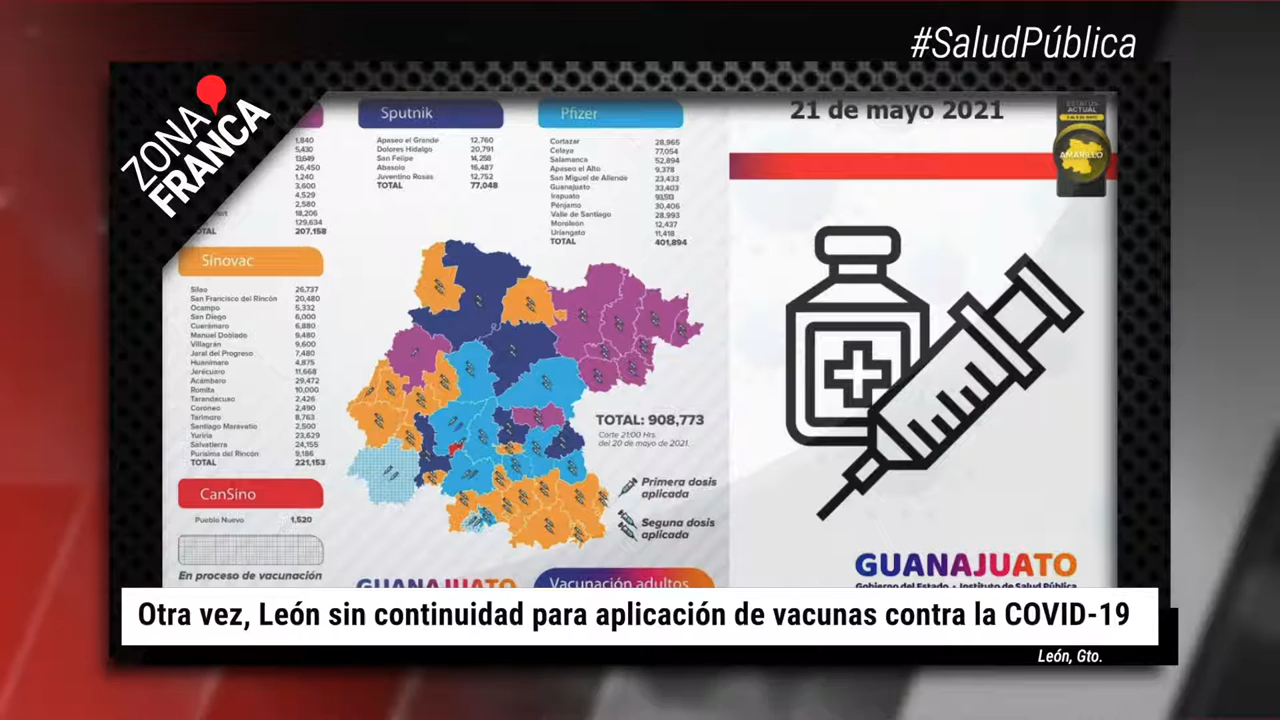 #SaludPública
ZONA
FRANCA
1,840
5,430
13,649
26,450
1,240
3,600
4,529
2,580
18,206
129,634
207,158
Sputnik
Apaseo el Grande 12,760
Dolores Hidalgo 20,791
San Felipe 14,258
Abasolo 16,487
Juventino Rosas 12,752
TOTAL 77,048
Pfizer
Cortazar 28,965
Celaya 77,054
Salamanca 52,894
Apaseo el Alto 9,378
San Miguel de Allende 23,433
Guanajuato 33,403
Irapuato 93,513
Pénjamo 30,406
Valle de Santiago 28,993
Moroleón 12,437
Uriangato 11,418
TOTAL 401,894
Sinovac
Silao 26,737
San Francisco del Rincón 20,480
Ocampo 5,332
San Diego 6,000
Cuerámaro 6,880
Manuel Doblado 9,480
Villagrán 9,600
Jaral del Progreso 7,480
Huanímaro 4,875
Jerécuaro 11,668
Acámbaro 29,472
Romita 10,000
Tarandacuao 2,426
Coroneo 2,490
Tarimoro 8,763
Santiago Maravatío 2,500
Yuriria 23,629
Salvatierra 24,155
Purísima del Rincón 9,186
TOTAL 221,153
CanSino
Pueblo Nuevo 1,520
En proceso de vacunación
TOTAL: 908,773
Corte 21:00 Hrs.
del 20 de mayo de 2021.
Primera dosis
aplicada
Seguna dosis
aplicada
GUANAJUATO
Vacunación adultos
21 de mayo 2021
ESTATUS
ACTUAL
AMARILLO
GUANAJUATO
Gobierno del Estado · Instituto de Salud Pública
Otra vez, León sin continuidad para aplicación de vacunas contra la COVID-19
León, Gto.